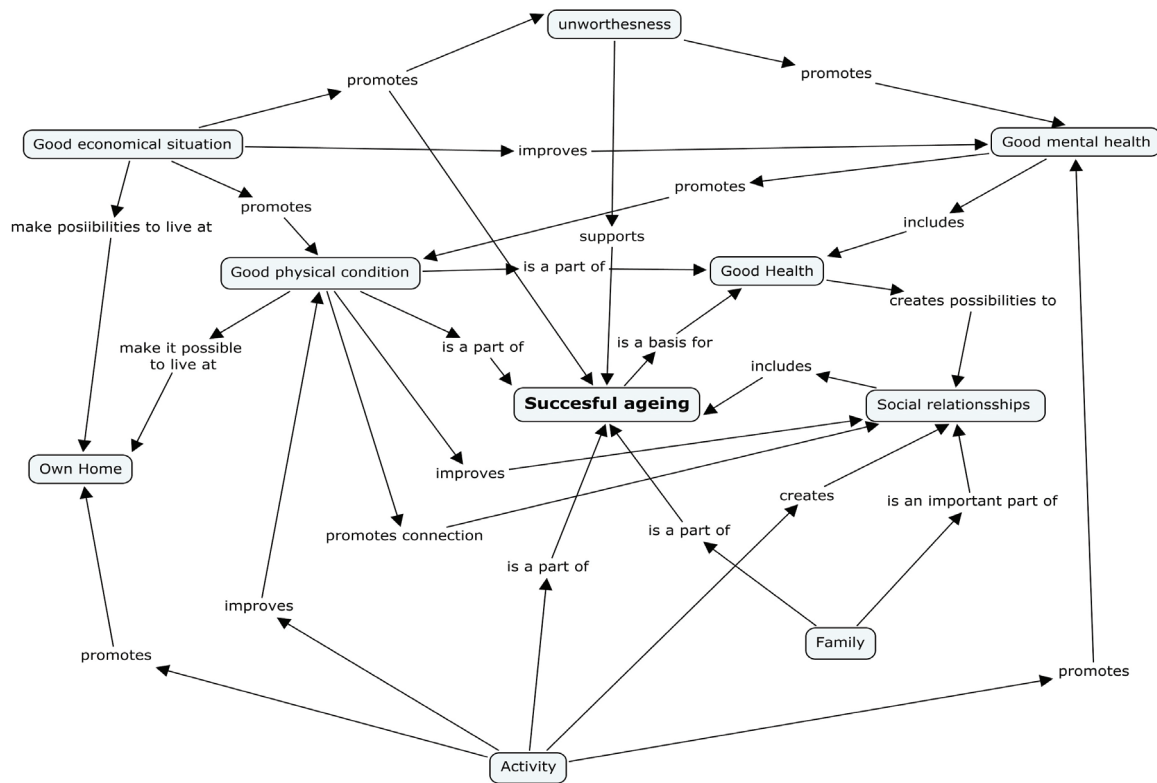 unworthesness
promotes
promotes
Good economical situation
improves
Good mental health
promotes
promotes
make posiibilities to live at
includes
supports
Good physical condition
is a part of
Good Health
creates possibilities to
make it possible
to live at
is a part of
is a basis for
includes
Succesful ageing
Social relationsships
Own Home
improves
creates
is an important part of
promotes connection
is a part of
is a part of
improves
Family
promotes
promotes
Activity